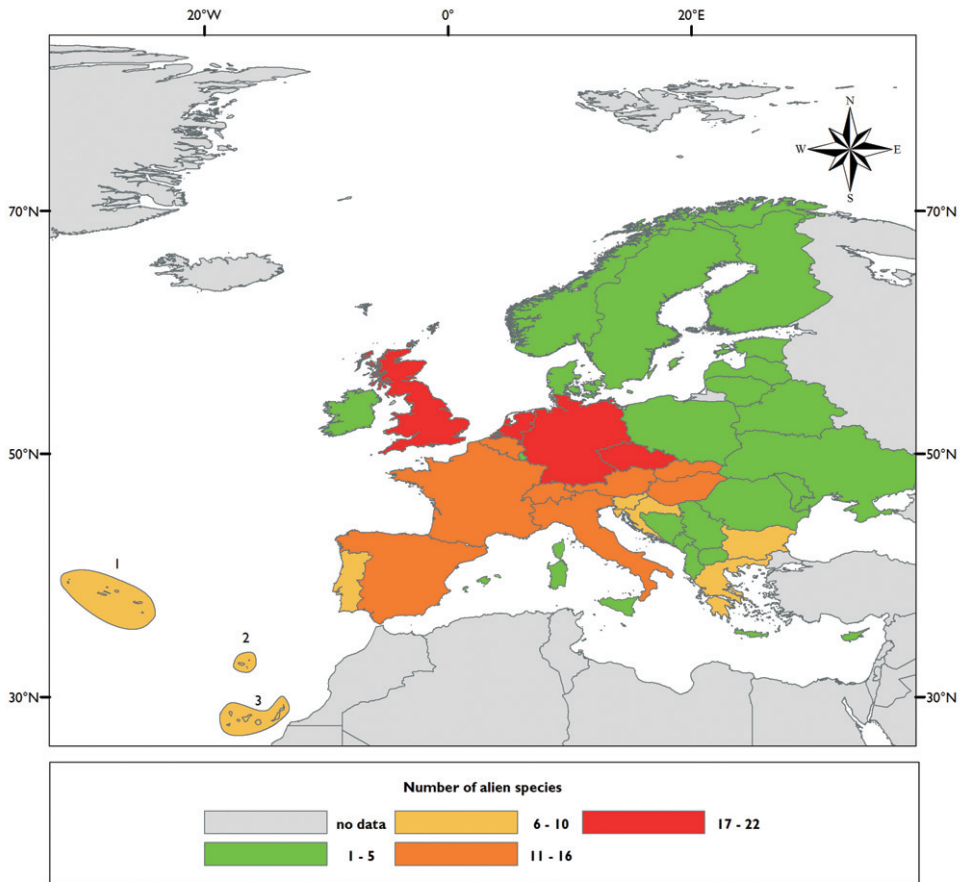 20°W 0° 20°E
N
W E
S
70°N 70°N
50°N 50°N
1
2
30°N 3 30°N
Number of alien species
no data 6 - 10 17 - 22
1 - 5 11 - 16